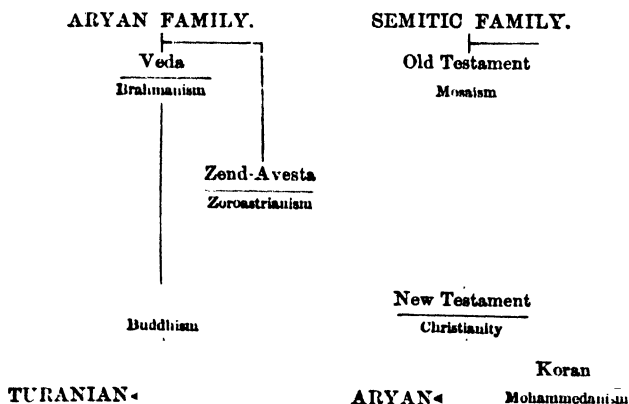 ARYAN FAMILY.
SEMITIC FAMILY.
Veda
Brahmanism
Old Testament
Mosaism
Zend-Avesta
Zoroastrianism
New Testament
Christianity
Buddhism
Koran
Mohammedanism
TURANIAN
ARYAN